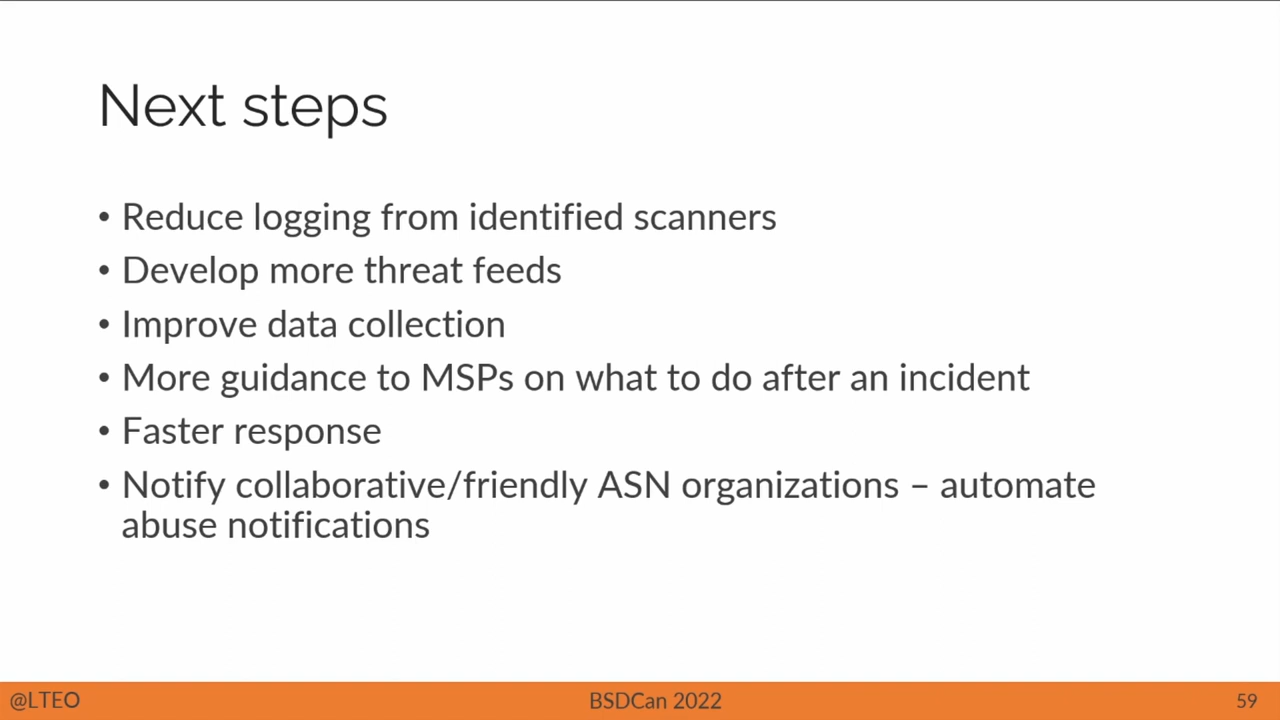 Next steps
• Reduce logging from identified scanners
• Develop more threat feeds
• Improve data collection
• More guidance to MSPs on what to do after an incident
• Faster response
• Notify collaborative/friendly ASN organizations – automate
abuse notifications
@LTEO
BSDCan 2022
59